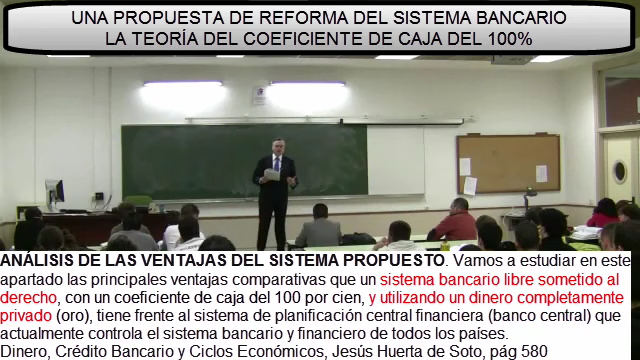 UNA PROPUESTA DE REFORMA DEL SISTEMA BANCARIO
LA TEORÍA DEL COEFICIENTE DE CAJA DEL 100%
ANÁLISIS DE LAS VENTAJAS DEL SISTEMA PROPUESTO. Vamos a estudiar en este
apartado las principales ventajas comparativas que un sistema bancario libre sometido al
derecho, con un coeficiente de caja del 100 por cien, y utilizando un dinero completamente
privado (oro), tiene frente al sistema de planificación central financiera (banco central) que
actualmente controla el sistema bancario y financiero de todos los países.
Dinero, Crédito Bancario y Ciclos Económicos, Jesús Huerta de Soto, pág 580